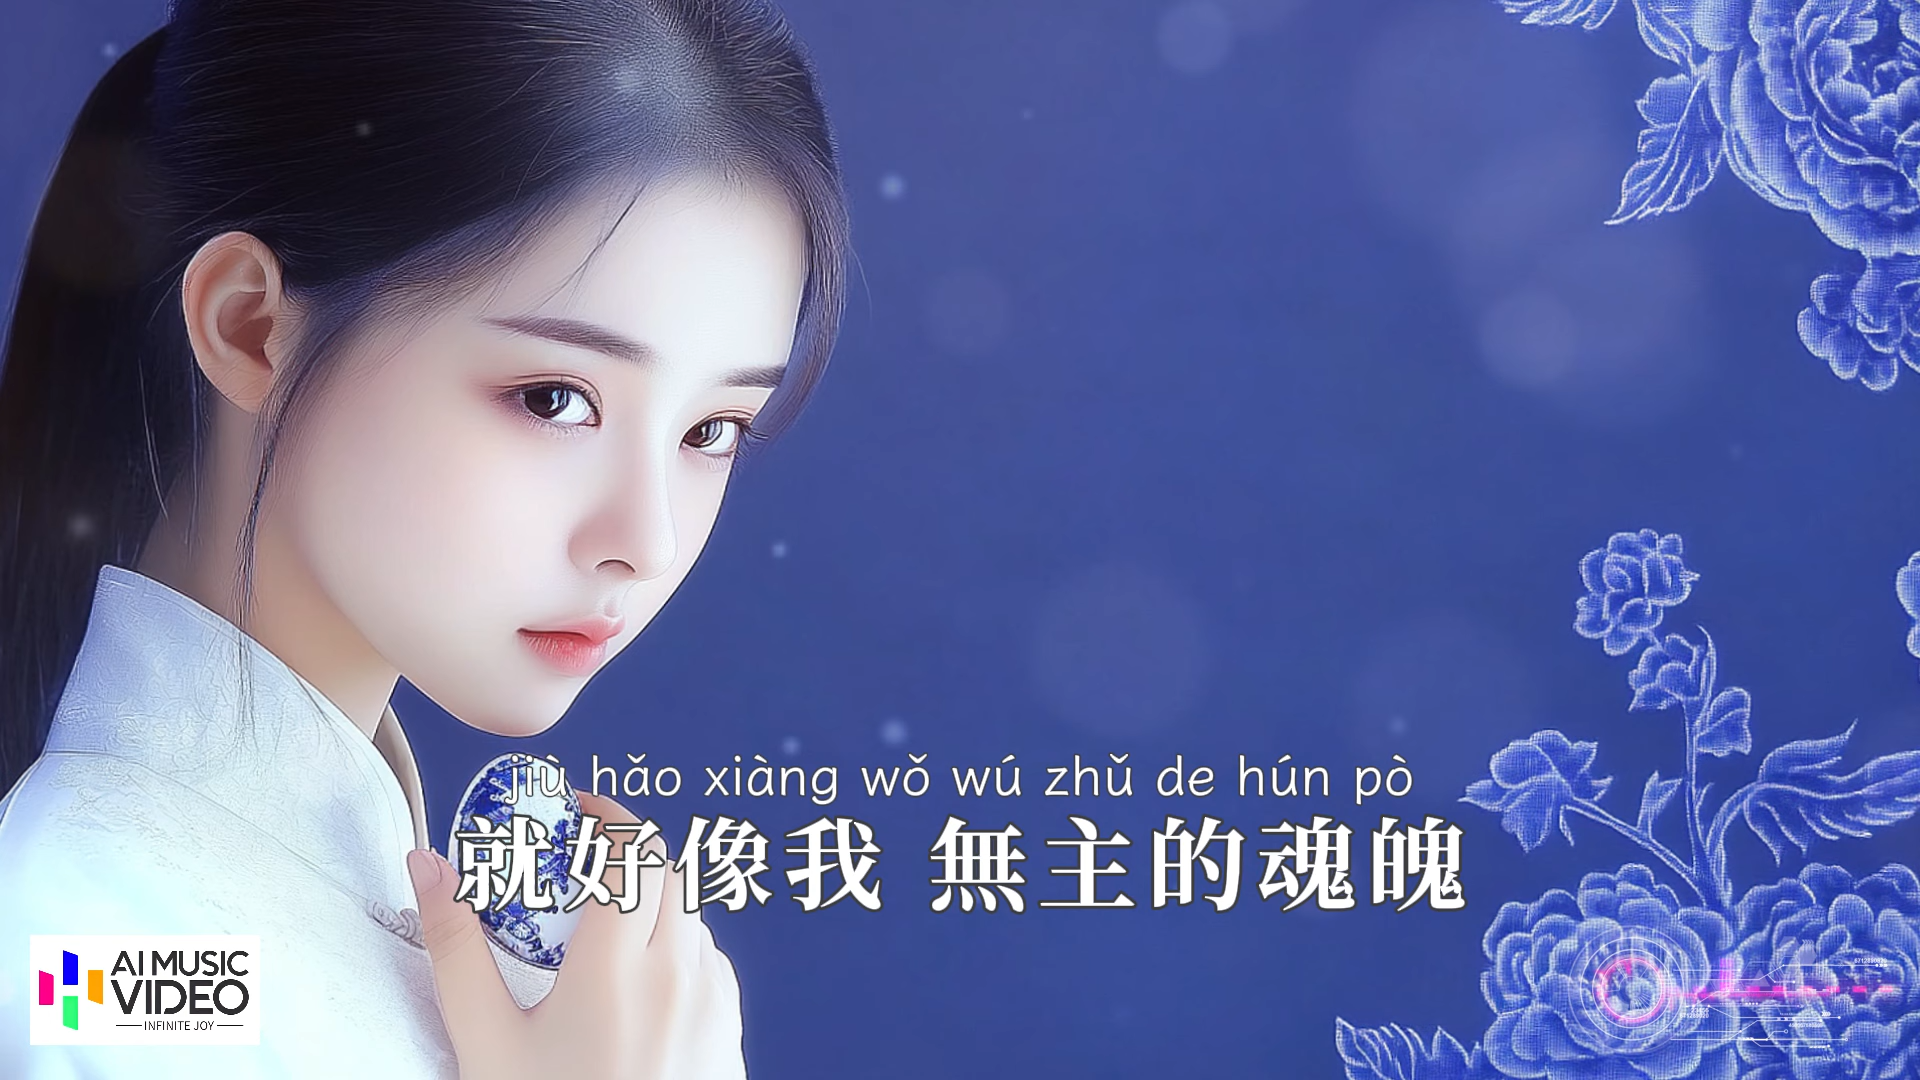 jiù hǎo xiàng wǒ wú zhǔ de hún pò
就好像我 無主的魂魄
AI MUSIC
VIDEO
INFINITE JOY